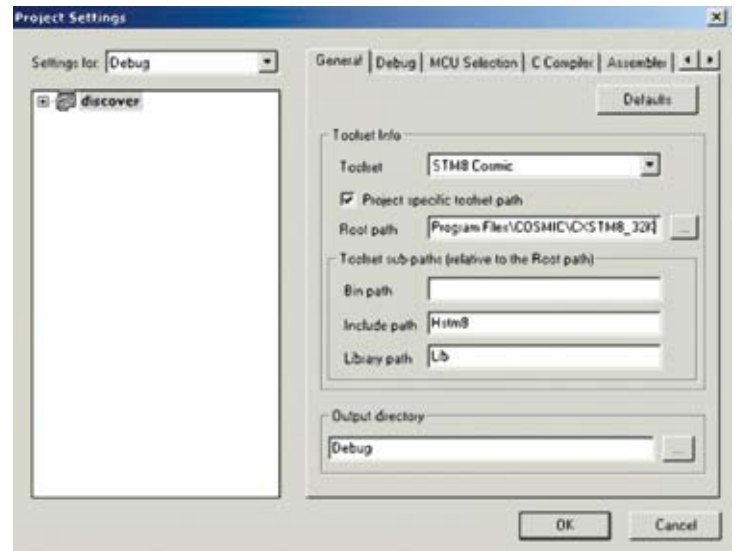 Project Settings
Settings for: Debug
discover
General Debug MCU Selection C Compiler Assembler
Defaults
Toolset Info
Toolset STM8 Cosmic
Project specific toolset path
Root path Program Files\COSMIC\CXSTM8_32K ...
Toolset sub-paths (relative to the Root path)
Bin path
Include path Hstm8
Library path Lib
Output directory
Debug ...
OK Cancel